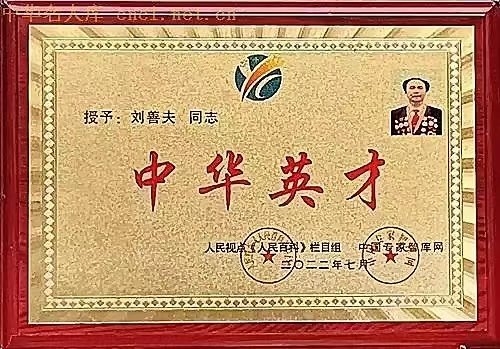 中华名人库 cnc1.net.cn
授予：刘善夫 同志
中华英才
人民视点《人民百科》栏目组 中国专家智库网
二〇二二年七月